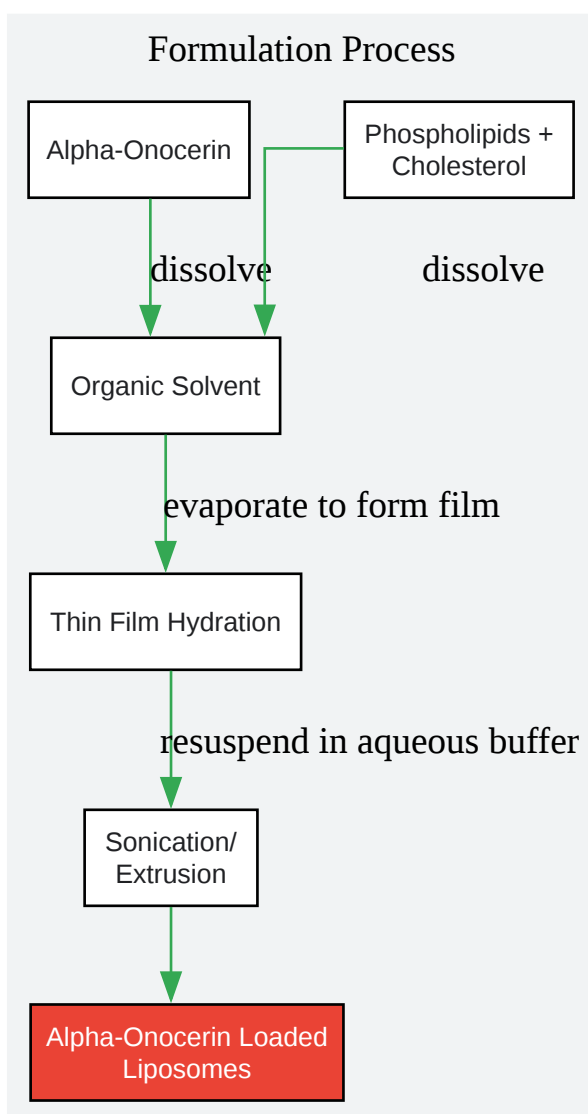 Formulation Process
Alpha-Onocerin
Phospholipids +
Cholesterol
dissolve
dissolve
Organic Solvent
evaporate to form film
Thin Film Hydration
resuspend in aqueous buffer
Sonication/
Extrusion
Alpha-Onocerin Loaded
Liposomes